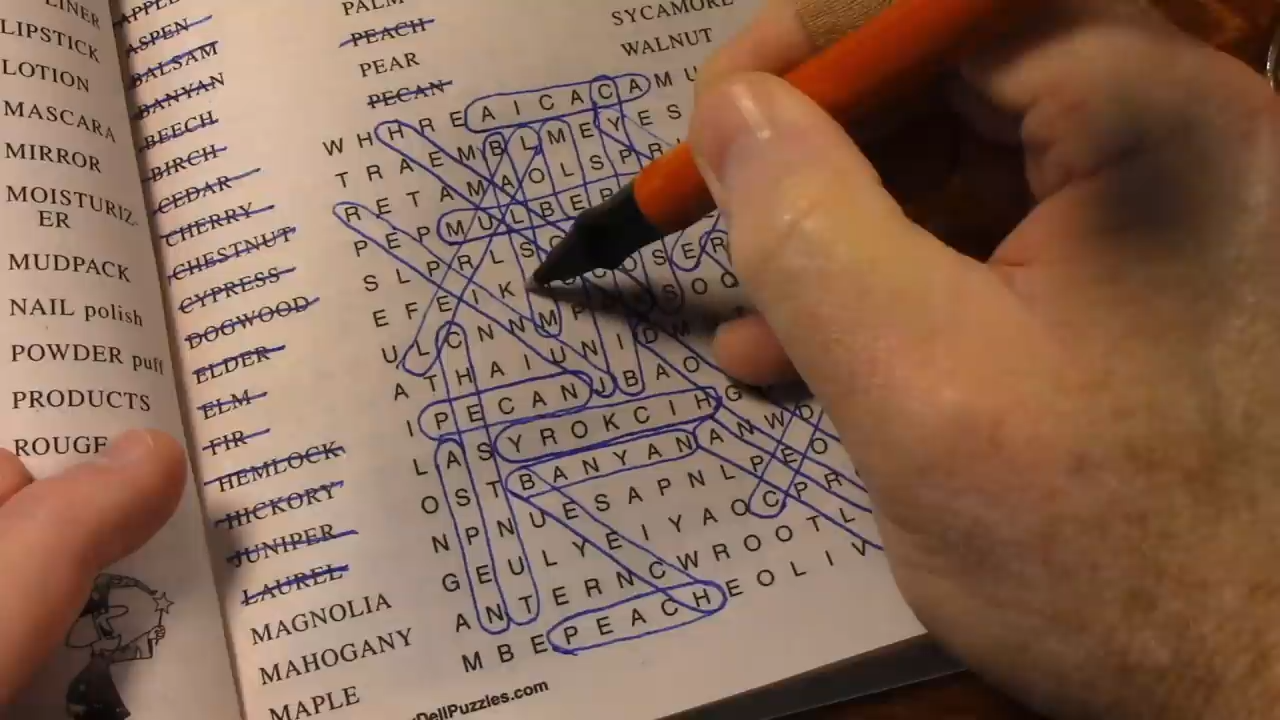 LINER
LIPSTICK
LOTION
MASCARA
MIRROR
MOISTURIZ-
ER
MUDPACK
NAIL polish
POWDER puff
PRODUCTS
ROUGE
APPLE
ASPEN
BALSAM
BANYAN
BEECH
BIRCH
CEDAR
CHERRY
CHESTNUT
CYPRESS
DOGWOOD
ELDER
ELM
FIR
HEMLOCK
HICKORY
JUNIPER
LAUREL
MAGNOLIA
MAHOGANY
MAPLE
PALM
PEACH
PEAR
PECAN
SYCAMORE
WALNUT
W H H R E A I C A C A M U
T R A E M B L M E Y E S
R E T A M A O L S P R
P E P M U L B E R
S L P R L S
U L C N N M
A T H A I U N I D M
I P E C A N J B A O
L A S Y R O K C I H G
O S T B A N Y A N A N W D
N P N U E S A P N L P E O
G E U L Y E I Y A O C P R
A N T E R N C W R O O T L
M B E P E A C H E O L I V
DellPuzzles.com